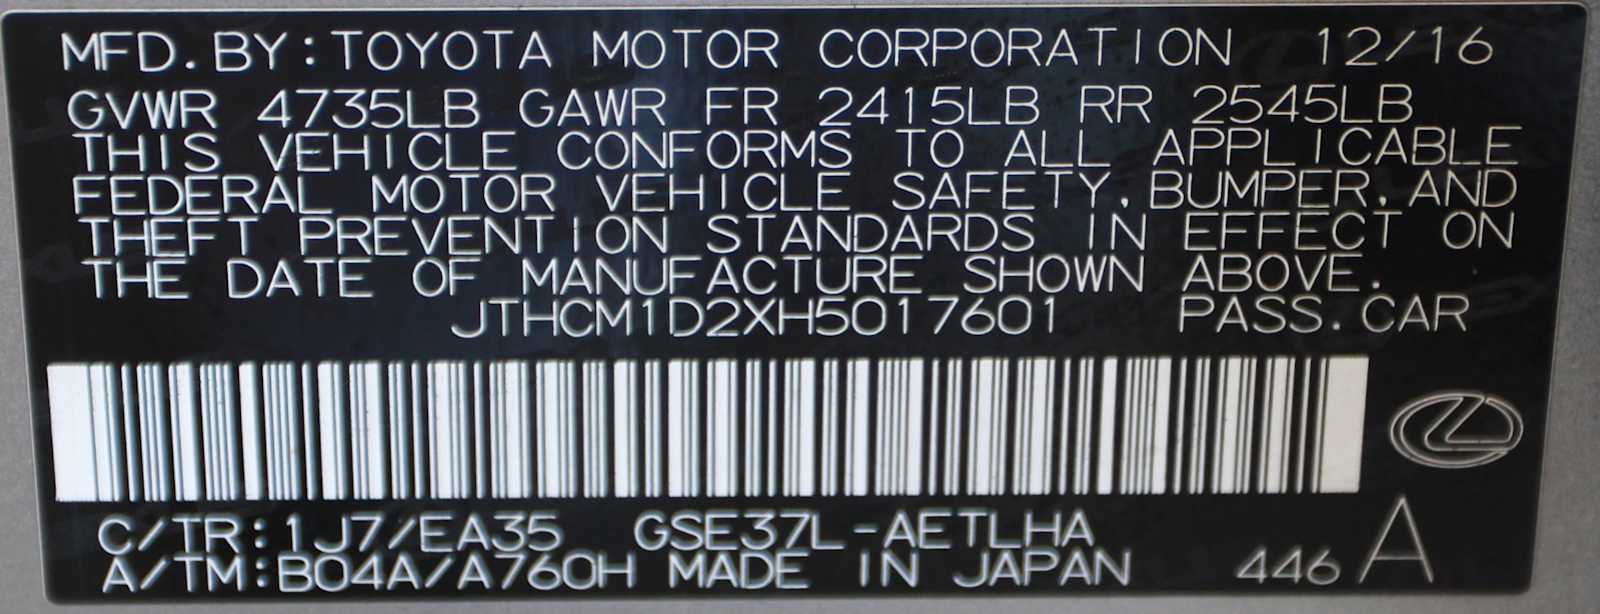 MFD. BY: TOYOTA MOTOR CORPORATION 12/16
GVWR 4735LB GAWR FR 2415LB RR 2545LB
THIS VEHICLE CONFORMS TO ALL APPLICABLE
FEDERAL MOTOR VEHICLE SAFETY, BUMPER, AND
THEFT PREVENTION STANDARDS IN EFFECT ON
THE DATE OF MANUFACTURE SHOWN ABOVE.
JTHCM1D2XH5017601 PASS. CAR
C/TR: 1J7/EA35 GSE37L-AETLHA
A/TM: B04A/A760H MADE IN JAPAN 446 A